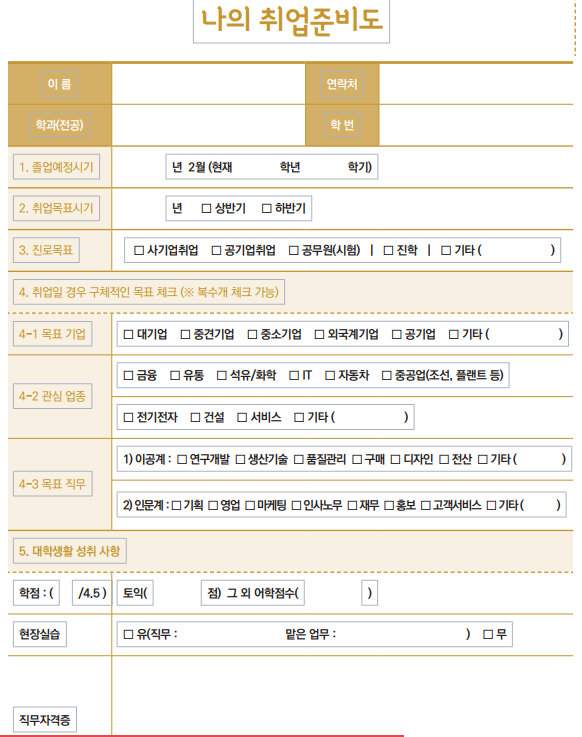 나의 취업준비도
이 름 연락처
학과(전공) 학 번
1. 졸업예정시기 년 2월 (현재 학년 학기)
2. 취업목표시기 년 □ 상반기 □ 하반기
3. 진로목표 □ 사기업취업 □ 공기업취업 □ 공무원(시험) | □ 진학 | □ 기타 ( )
4. 취업일 경우 구체적인 목표 체크 (※ 복수개 체크 가능)
4-1 목표 기업 □ 대기업 □ 중견기업 □ 중소기업 □ 외국계기업 □ 공기업 □ 기타 ( )
4-2 관심 업종 □ 금융 □ 유통 □ 석유/화학 □ IT □ 자동차 □ 중공업(조선, 플랜트 등)
□ 전기전자 □ 건설 □ 서비스 □ 기타 ( )
4-3 목표 직무 1) 이공계 : □ 연구개발 □ 생산기술 □ 품질관리 □ 구매 □ 디자인 □ 전산 □ 기타 ( )
2) 인문계 : □ 기획 □ 영업 □ 마케팅 □ 인사노무 □ 재무 □ 홍보 □ 고객서비스 □ 기타 ( )
5. 대학생활 성취 사항
학점 : ( /4.5 ) 토익( 점) 그 외 어학점수( )
현장실습 □ 유(직무 : 맡은 업무 : ) □ 무
직무자격증